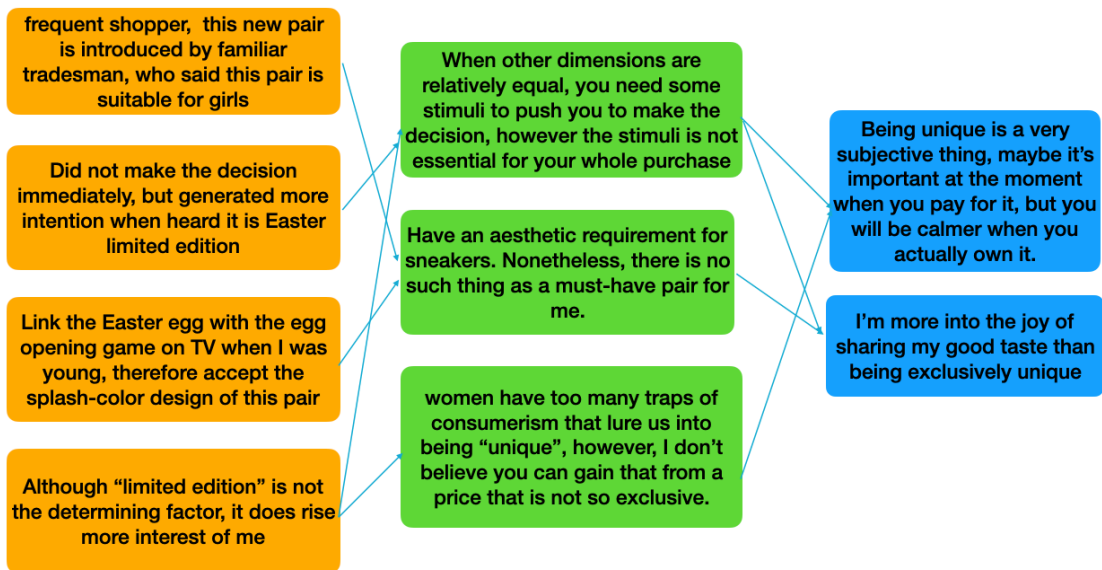 frequent shopper,  this new pair
is introduced by familiar
tradesman, who said this pair is
suitable for girls
Did not make the decision
immediately, but generated more
intention when heard it is Easter
limited edition
Link the Easter egg with the egg
opening game on TV when I was
young, therefore accept the
splash-color design of this pair
Although “limited edition” is not
the determining factor, it does rise
more interest of me
When other dimensions are
relatively equal, you need some
stimuli to push you to make the
decision, however the stimuli is not
essential for your whole purchase
Have an aesthetic requirement for
sneakers. Nonetheless, there is no
such thing as a must-have pair for
me.
women have too many traps of
consumerism that lure us into
being “unique”, however, I don’t
believe you can gain that from a
price that is not so exclusive.
Being unique is a very
subjective thing, maybe it’s
important at the moment
when you pay for it, but you
will be calmer when you
actually own it.
I’m more into the joy of
sharing my good taste than
being exclusively unique